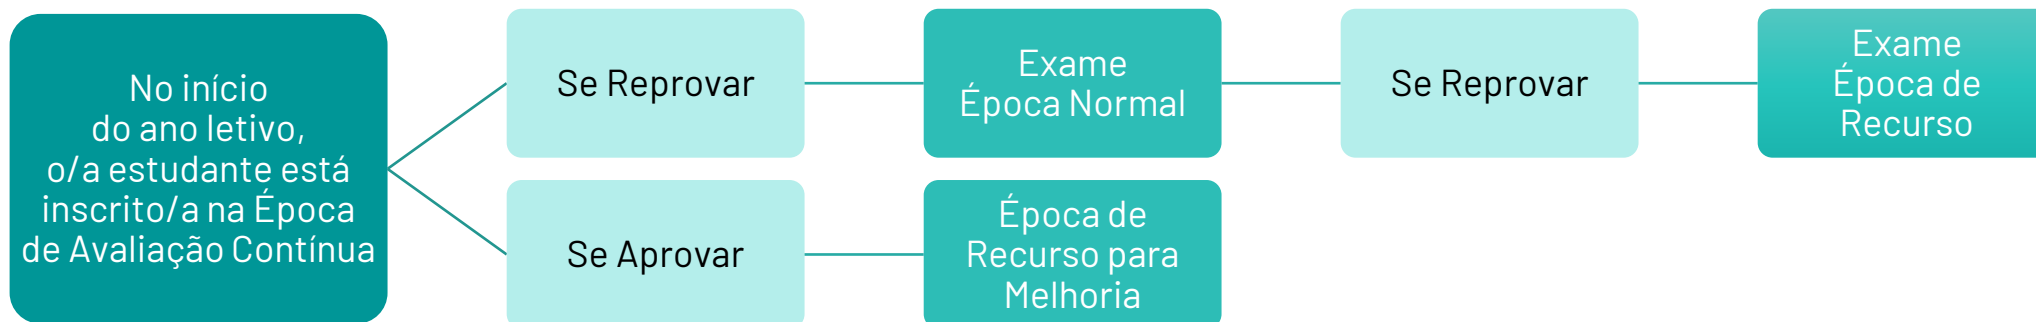 No início
do ano letivo,
o/a estudante está
inscrito/a na Época
de Avaliação Contínua
Se Reprovar
Exame
Época Normal
Se Reprovar
Exame
Época de
Recurso
Se Aprovar
Época de
Recurso para
Melhoria